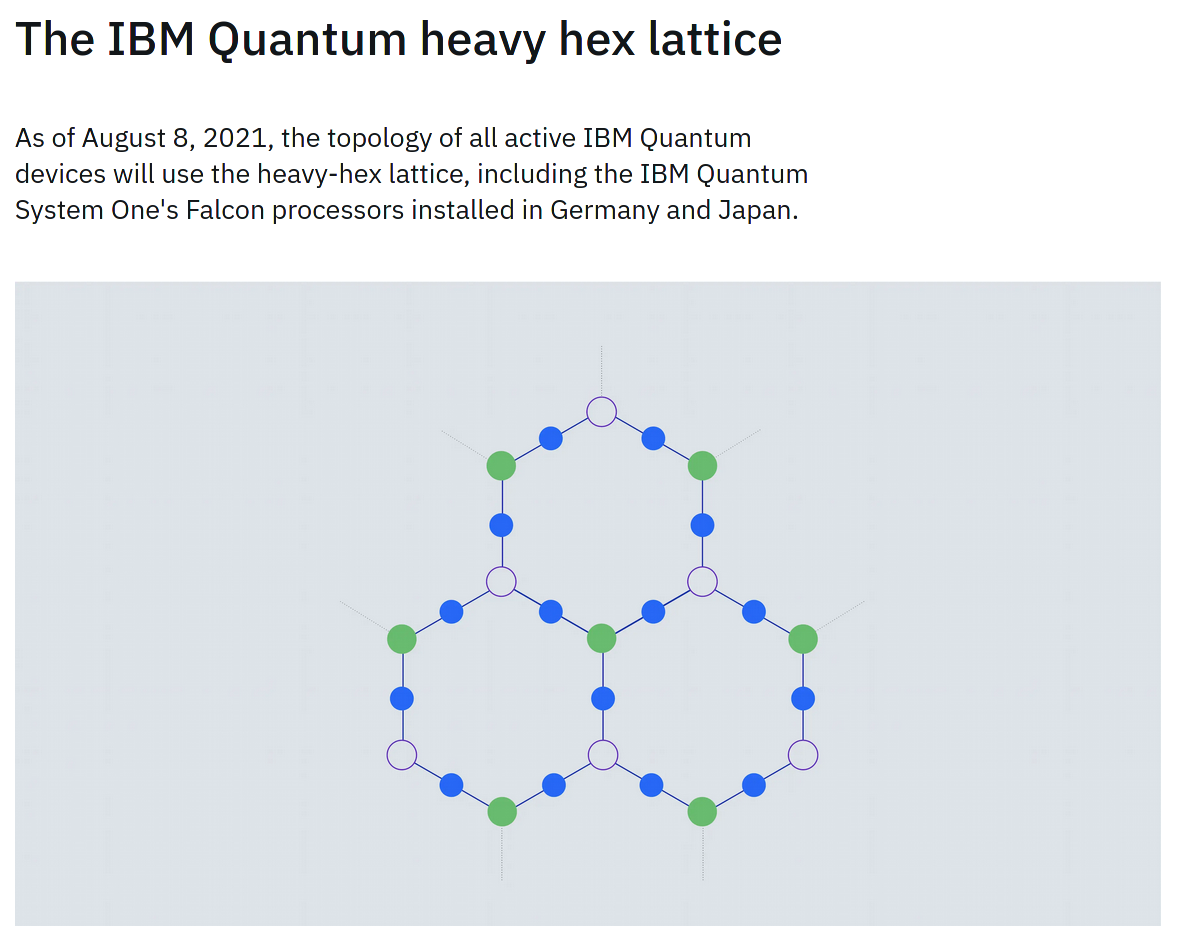 The IBM Quantum heavy hex lattice
As of August 8, 2021, the topology of all active IBM Quantum
devices will use the heavy-hex lattice, including the IBM Quantum
System One's Falcon processors installed in Germany and Japan.